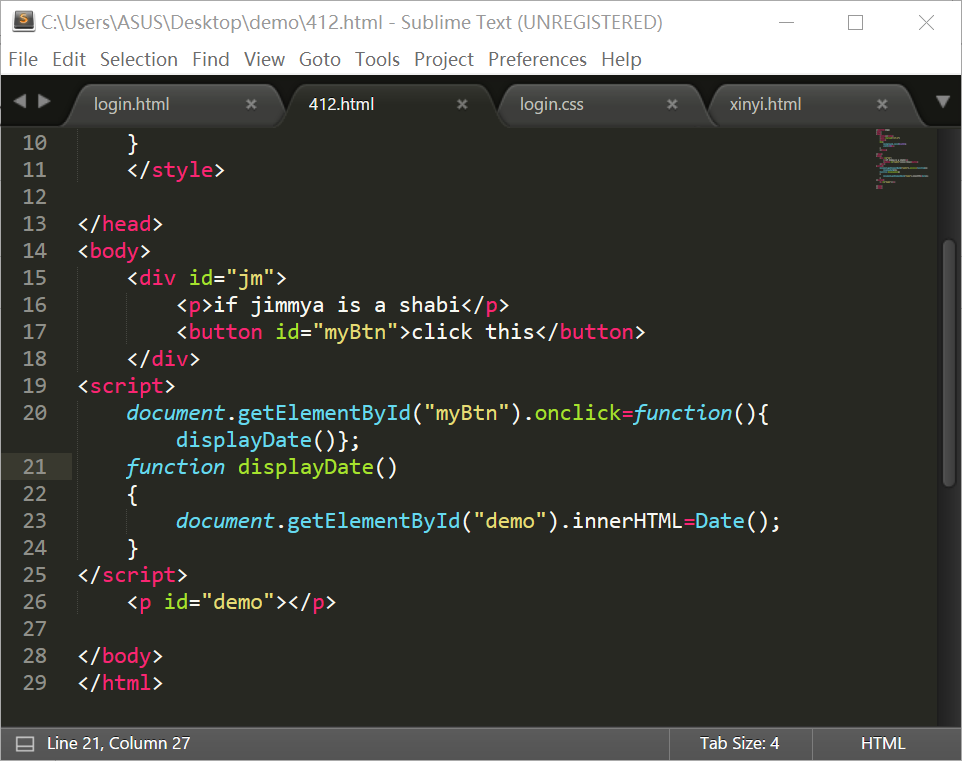 C:\Users\ASUS\Desktop\demo\412.html - Sublime Text (UNREGISTERED)
File Edit Selection Find View Goto Tools Project Preferences Help
login.html 412.html login.css xinyi.html
10 }
11 </style>
12
13 </head>
14 <body>
15 <div id="jm">
16 <p>if jimmya is a shabi</p>
17 <button id="myBtn">click this</button>
18 </div>
19 <script>
20 document.getElementById("myBtn").onclick=function(){
displayDate()};
21 function displayDate()
22 {
23 document.getElementById("demo").innerHTML=Date();
24 }
25 </script>
26 <p id="demo"></p>
27
28 </body>
29 </html>
Line 21, Column 27 Tab Size: 4 HTML